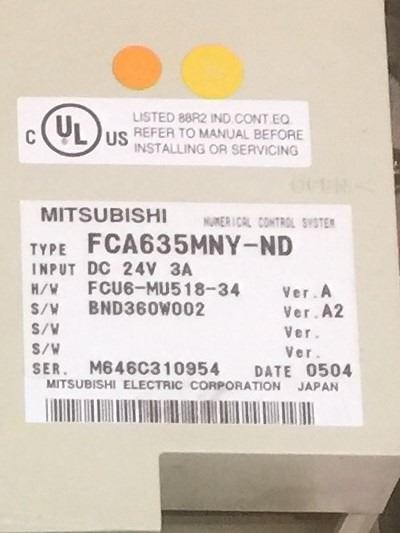 C UL ® US
LISTED 88R2 IND.CONT.EQ.
REFER TO MANUAL BEFORE
INSTALLING OR SERVICING
OPEN
MITSUBISHI NUMERICAL CONTROL SYSTEM
TYPE FCA635MNY-ND
INPUT DC 24V 3A
H/W FCU6-MU518-34 Ver.A
S/W BND360W002 Ver.A2
S/W Ver.
S/W Ver.
SER. M646C310954 DATE 0504
MITSUBISHI ELECTRIC CORPORATION JAPAN